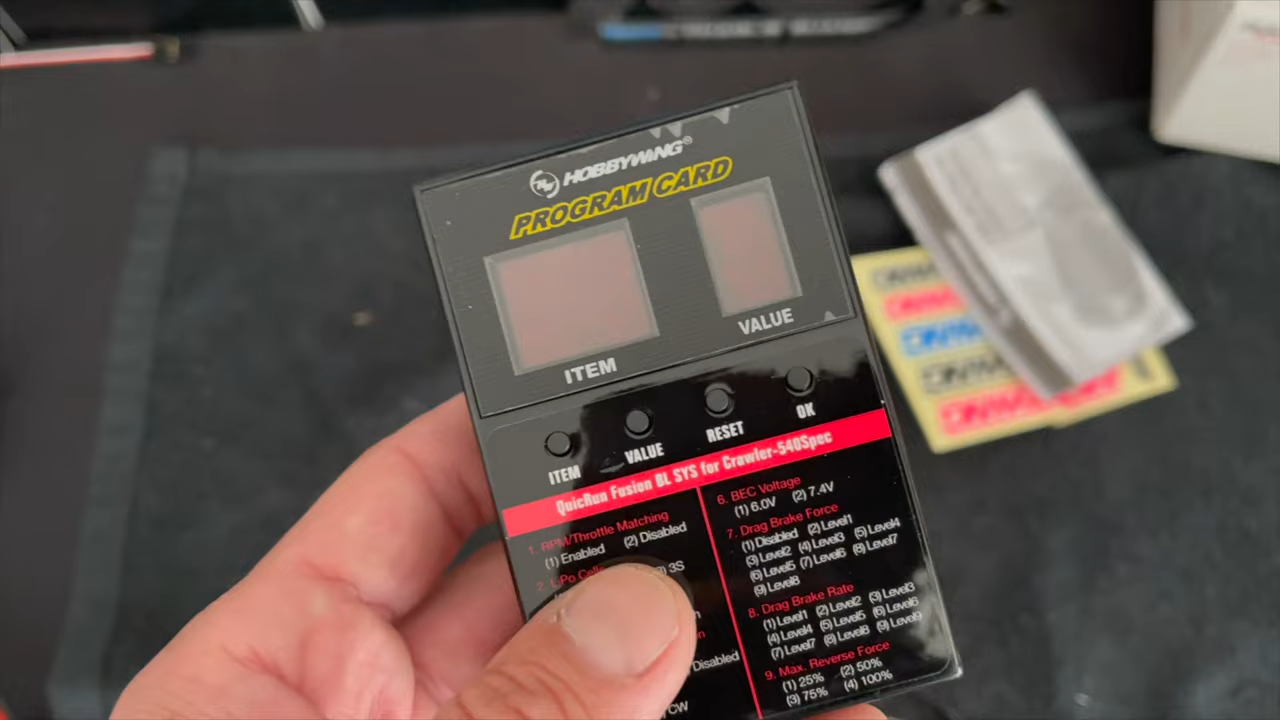 HOBBYWING®
PROGRAM CARD
ITEM
VALUE
ITEM
VALUE
RESET
OK
QuicRun Fusion BL SYS for Crawler-540Spec
1. RPM/Throttle Matching
(1) Enabled (2) Disabled
2. LiPo Cells
3S
Disabled
CW
6. BEC Voltage
(1) 6.0V (2) 7.4V
7. Drag Brake Force
(1) Disabled (2) Level1
(3) Level2 (4) Level3 (5) Level4
(6) Level5 (7) Level6 (8) Level7
(9) Level8
8. Drag Brake Rate
(1) Level1 (2) Level2 (3) Level3
(4) Level4 (5) Level5 (6) Level6
(7) Level7 (8) Level8 (9) Level9
9. Max. Reverse Force
(1) 25% (2) 50%
(3) 75% (4) 100%